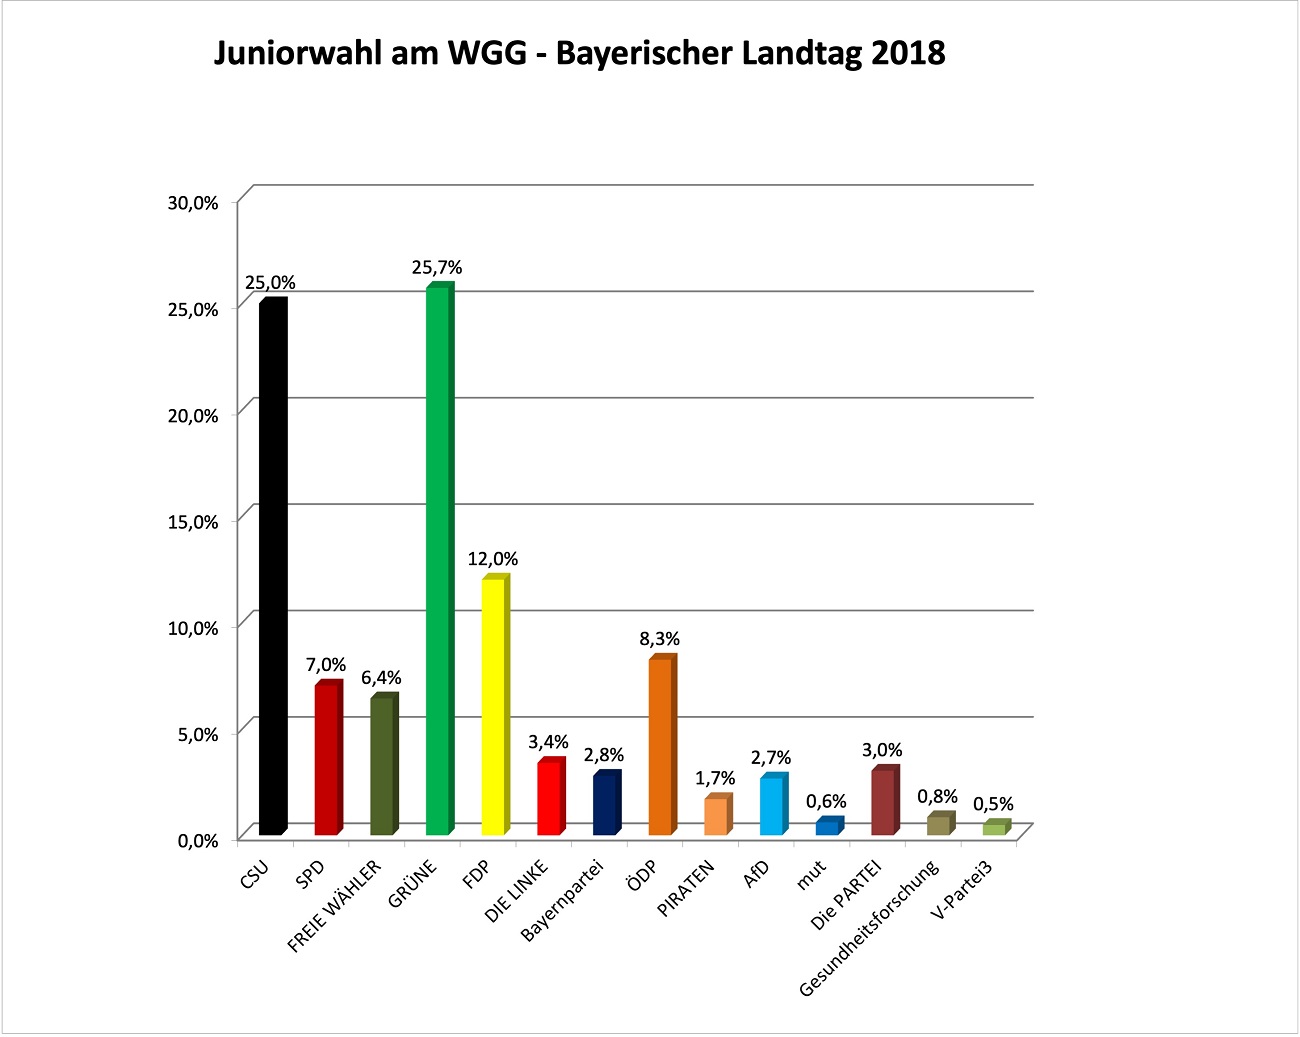 Juniorwahl am WGG - Bayerischer Landtag 2018
30,0%
25,0%
20,0%
15,0%
10,0%
5,0%
0,0%
25,0%
7,0%
6,4%
25,7%
12,0%
3,4%
2,8%
8,3%
1,7%
2,7%
0,6%
3,0%
0,8%
0,5%
CSU
SPD
FREIE WÄHLER
GRÜNE
FDP
DIE LINKE
Bayernpartei
ÖDP
PIRATEN
AfD
mut
Die PARTEI
Gesundheitsforschung
V-Partei3